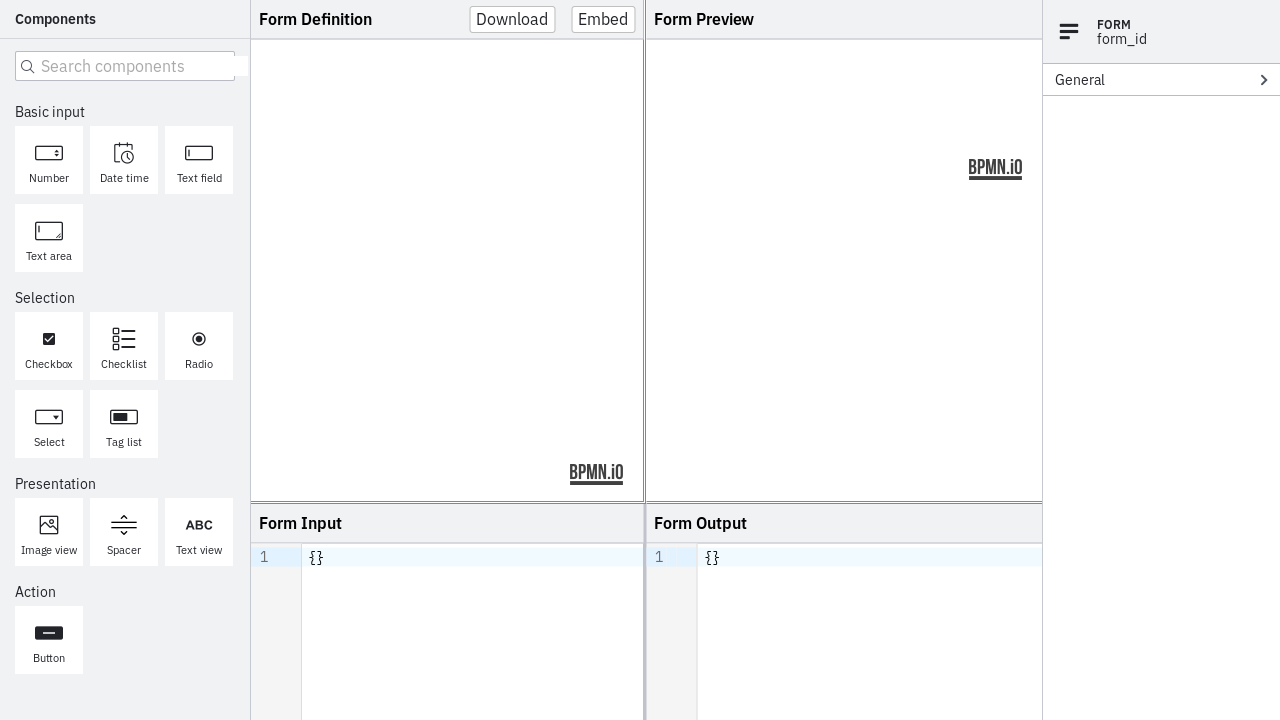 Components
Search components
Basic input
Number
Date time
Text field
Text area
Selection
Checkbox
Checklist
Radio
Select
Tag list
Presentation
Image view
Spacer
ABC
Text view
Action
Button
Form Definition
Download
Embed
BPMN.iO
Form Preview
BPMN.iO
Form Input
1
{}
Form Output
1
{}
FORM
form_id
General